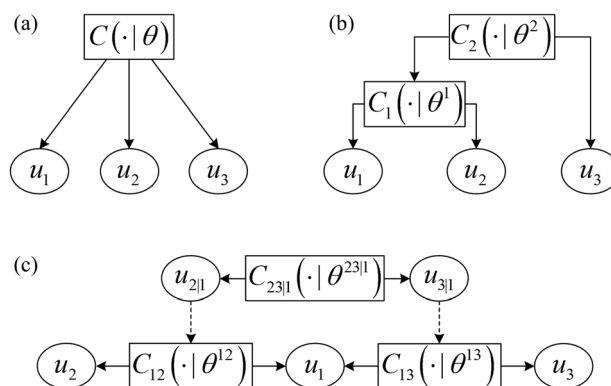 (a)
C(·|θ)
u₁ u₂ u₃
(b)
C₂(·|θ²)
C₁(·|θ¹)
u₁ u₂ u₃
(c)
u₂|₁ C₂₃|₁(·|θ²³|¹) u₃|₁
u₂ C₁₂(·|θ¹²) u₁ C₁₃(·|θ¹³) u₃